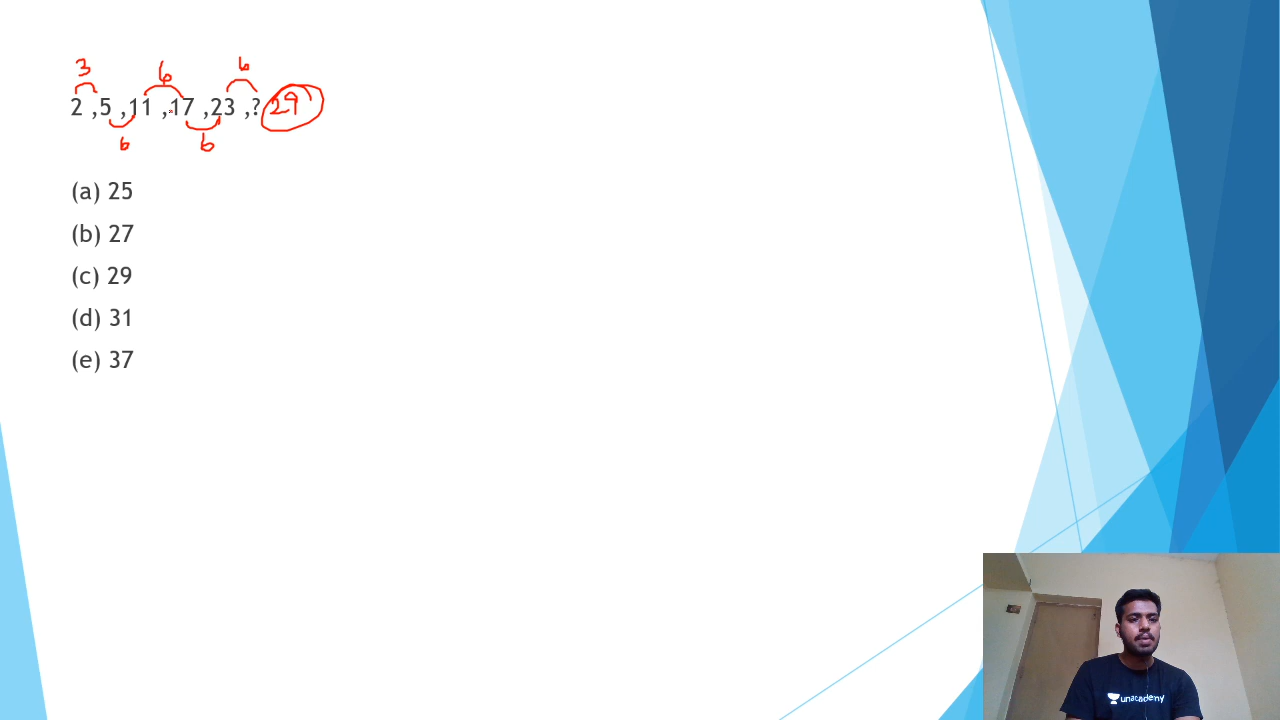 3 6 6
2 ,5 ,11 ,17 ,23 ,? 29
6 6
(a) 25
(b) 27
(c) 29
(d) 31
(e) 37
unacademy